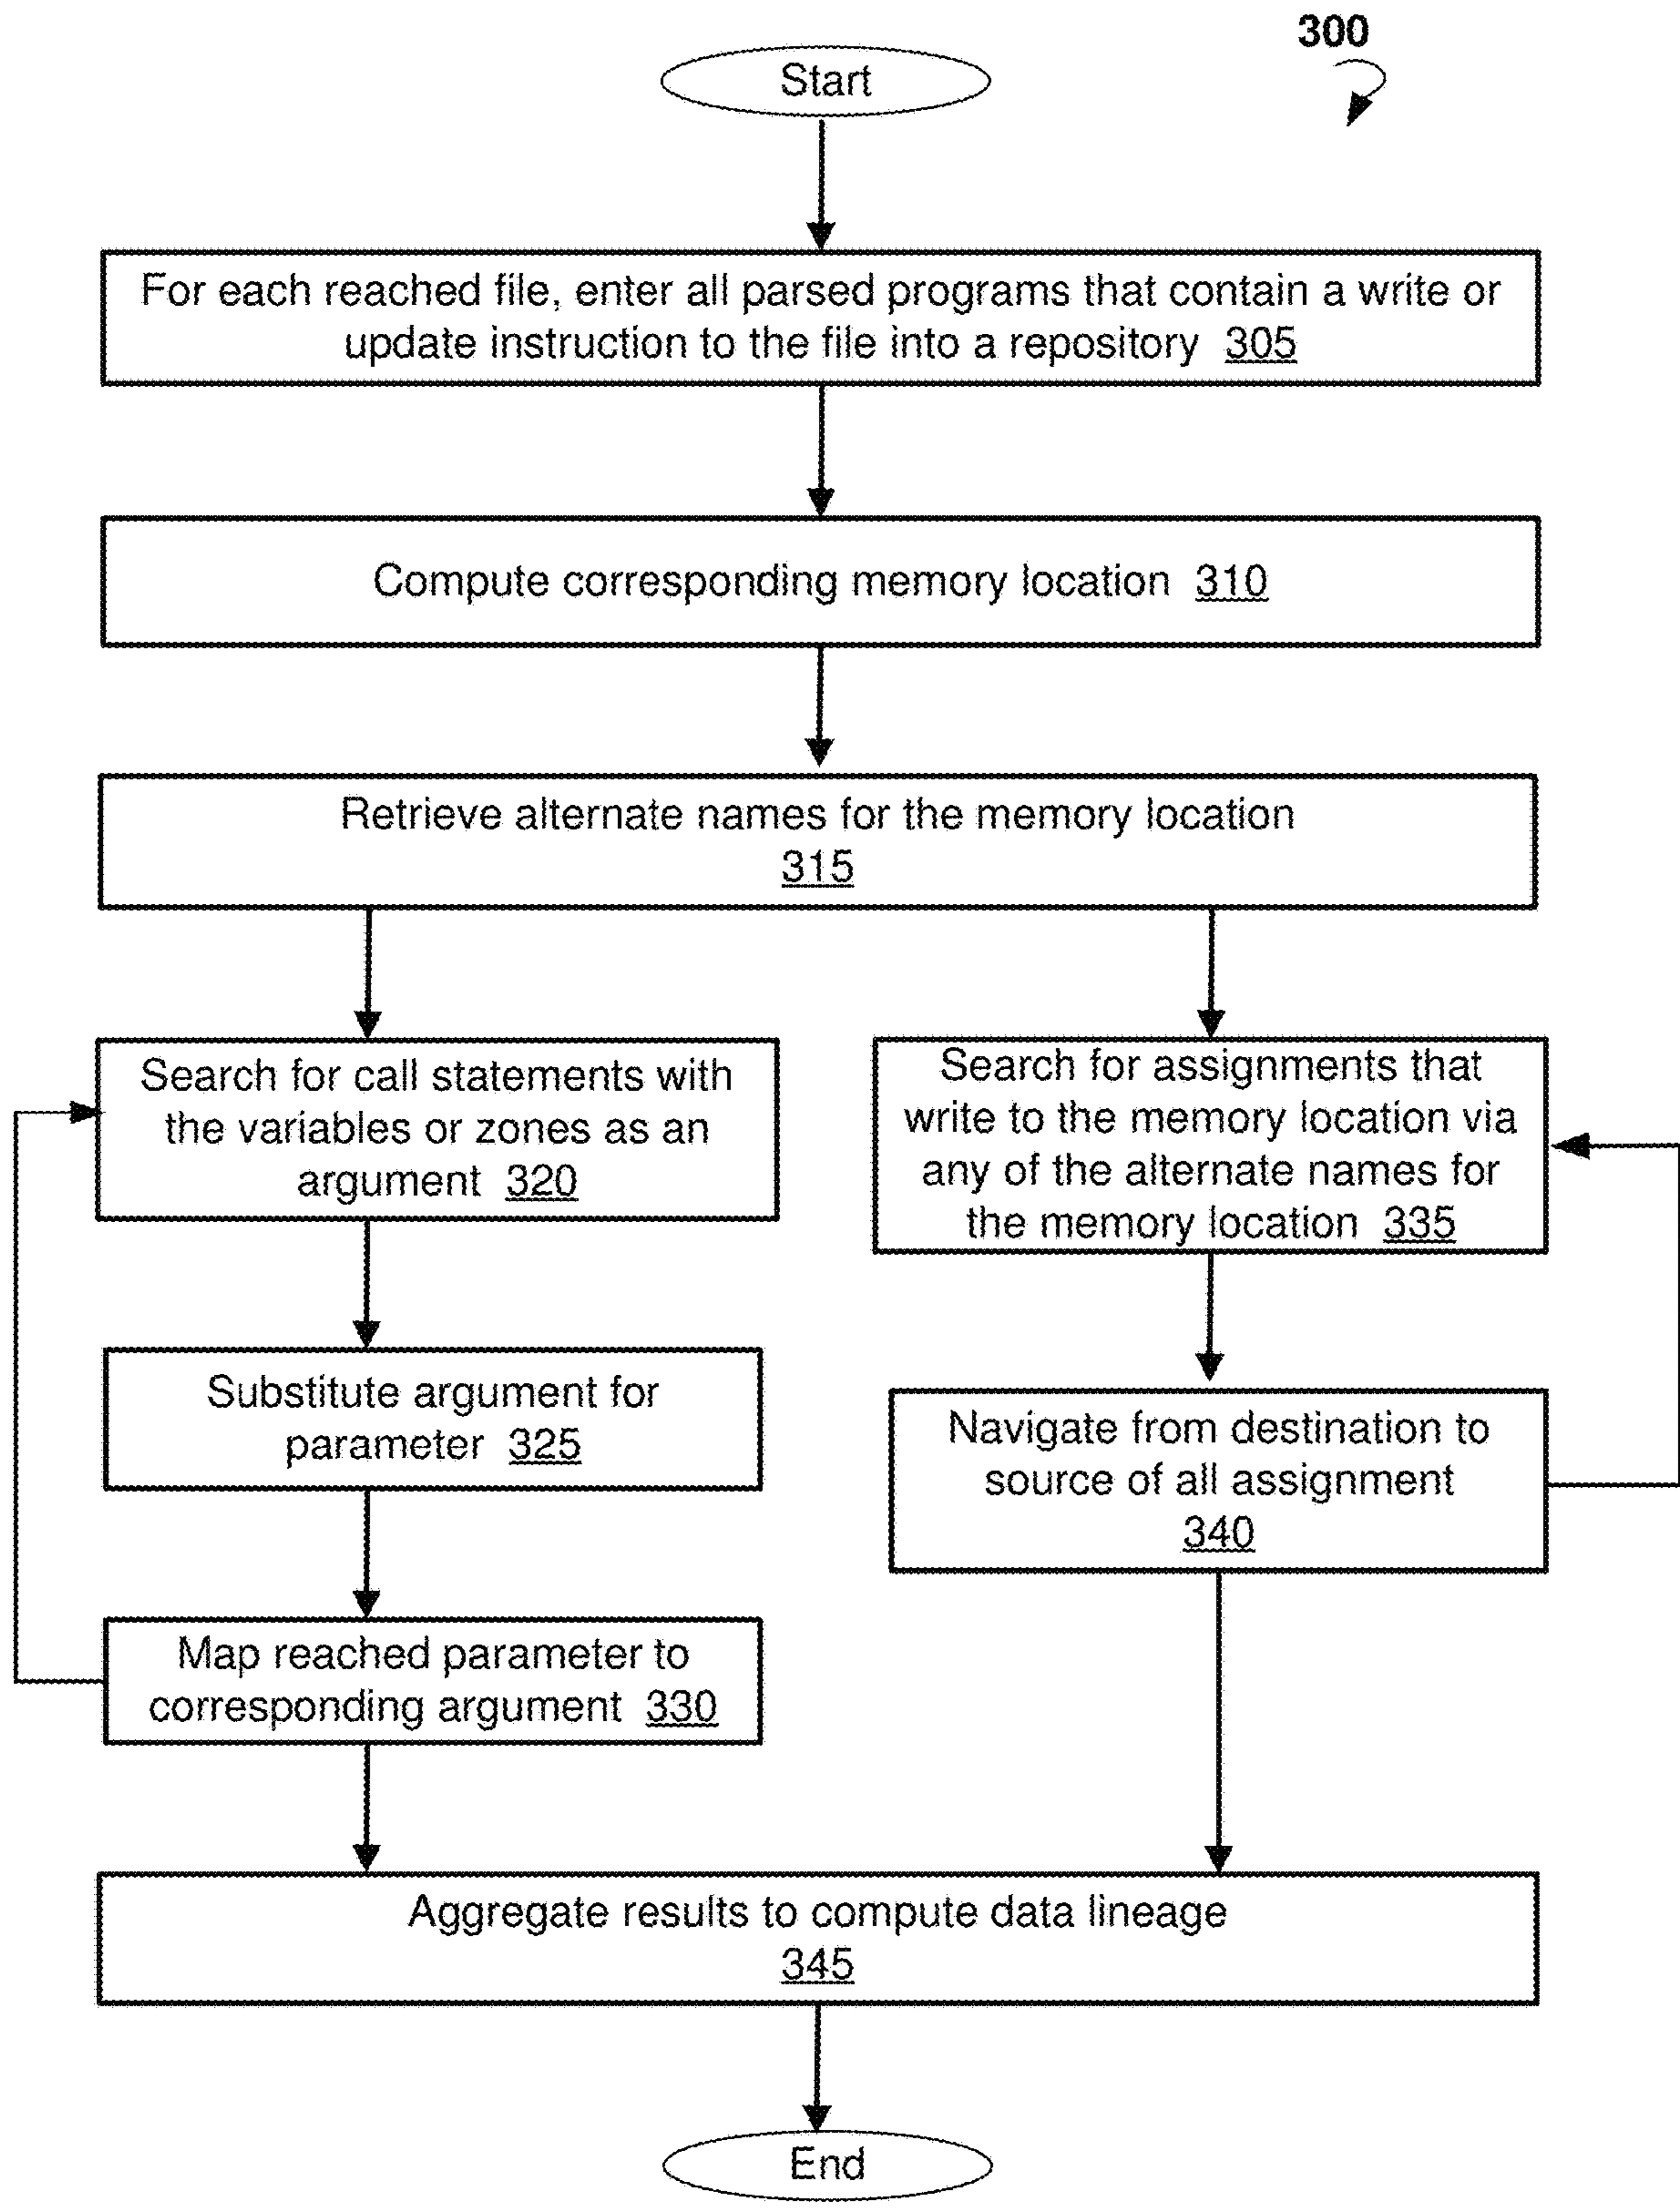 300
Start
For each reached file, enter all parsed programs that contain a write or
update instruction to the file into a repository 305
Compute corresponding memory location 310
Retrieve alternate names for the memory location
315
Search for call statements with
the variables or zones as an
argument 320
Search for assignments that
write to the memory location via
any of the alternate names for
the memory location 335
Substitute argument for
parameter 325
Navigate from destination to
source of all assignment
340
Map reached parameter to
corresponding argument 330
Aggregate results to compute data lineage
345
End